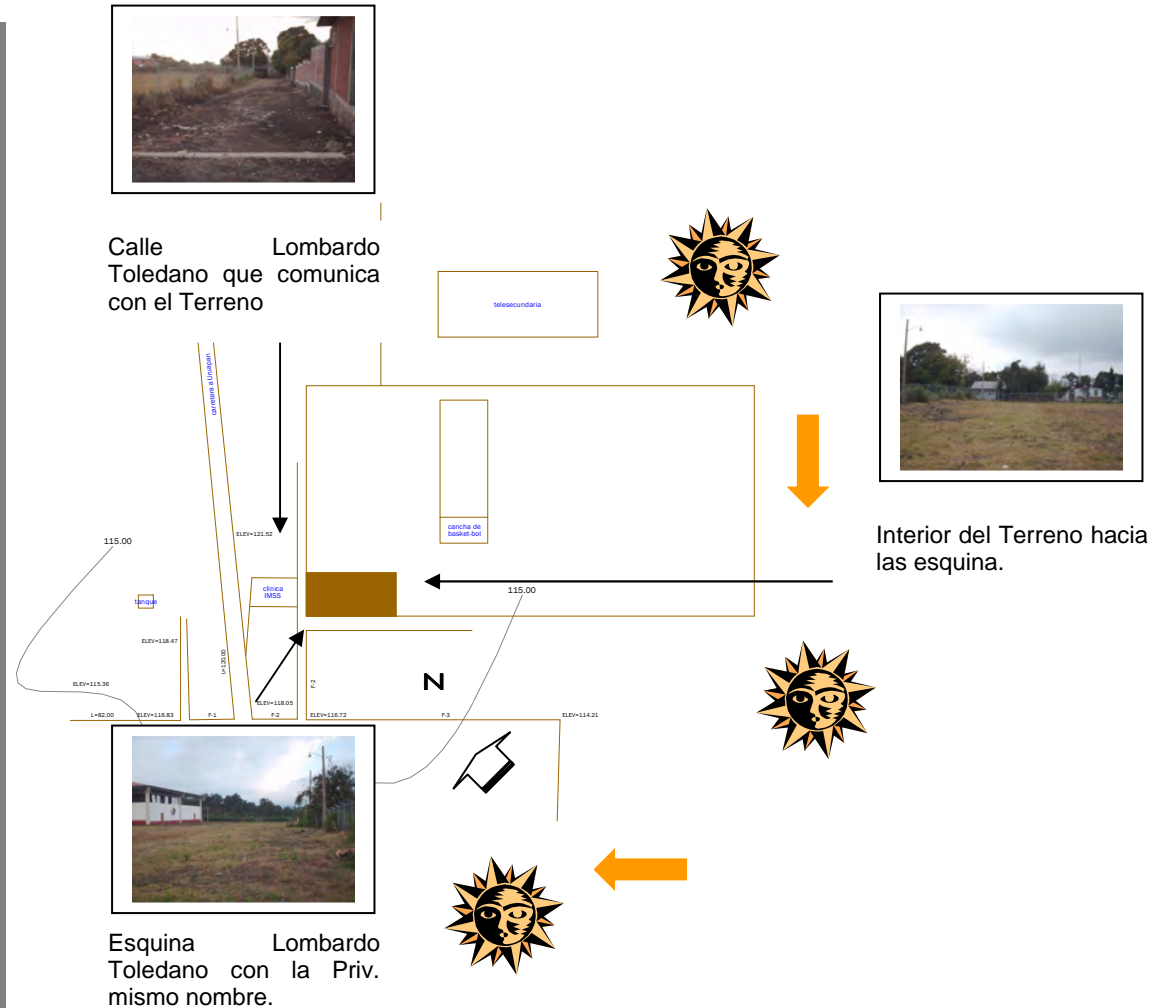 Calle Lombardo
Toledano que comunica
con el Terreno
telesecundaria
carretera a Uruapan
cancha de
basket-bol
Interior del Terreno hacia
las esquina.
ELEV=121.52
115.00
clinica
IMSS
115.00
tanque
ELEV=118.47
L=120.00
F-2
N
ELEV=115.36
ELEV=118.05
L=82.00
ELEV=116.83
F-1
F-2
ELEV=116.72
F-3
ELEV=114.21
Esquina Lombardo
Toledano con la Priv.
mismo nombre.